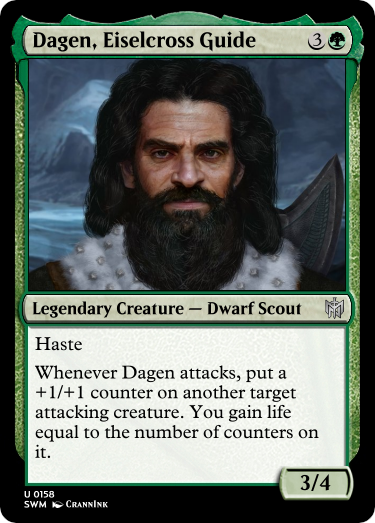 Dagen, Eiselcross Guide 3
Legendary Creature — Dwarf Scout
Haste
Whenever Dagen attacks, put a
+1/+1 counter on another target
attacking creature. You gain life
equal to the number of counters on
it.
3/4
U 0158
SWM CrannInk